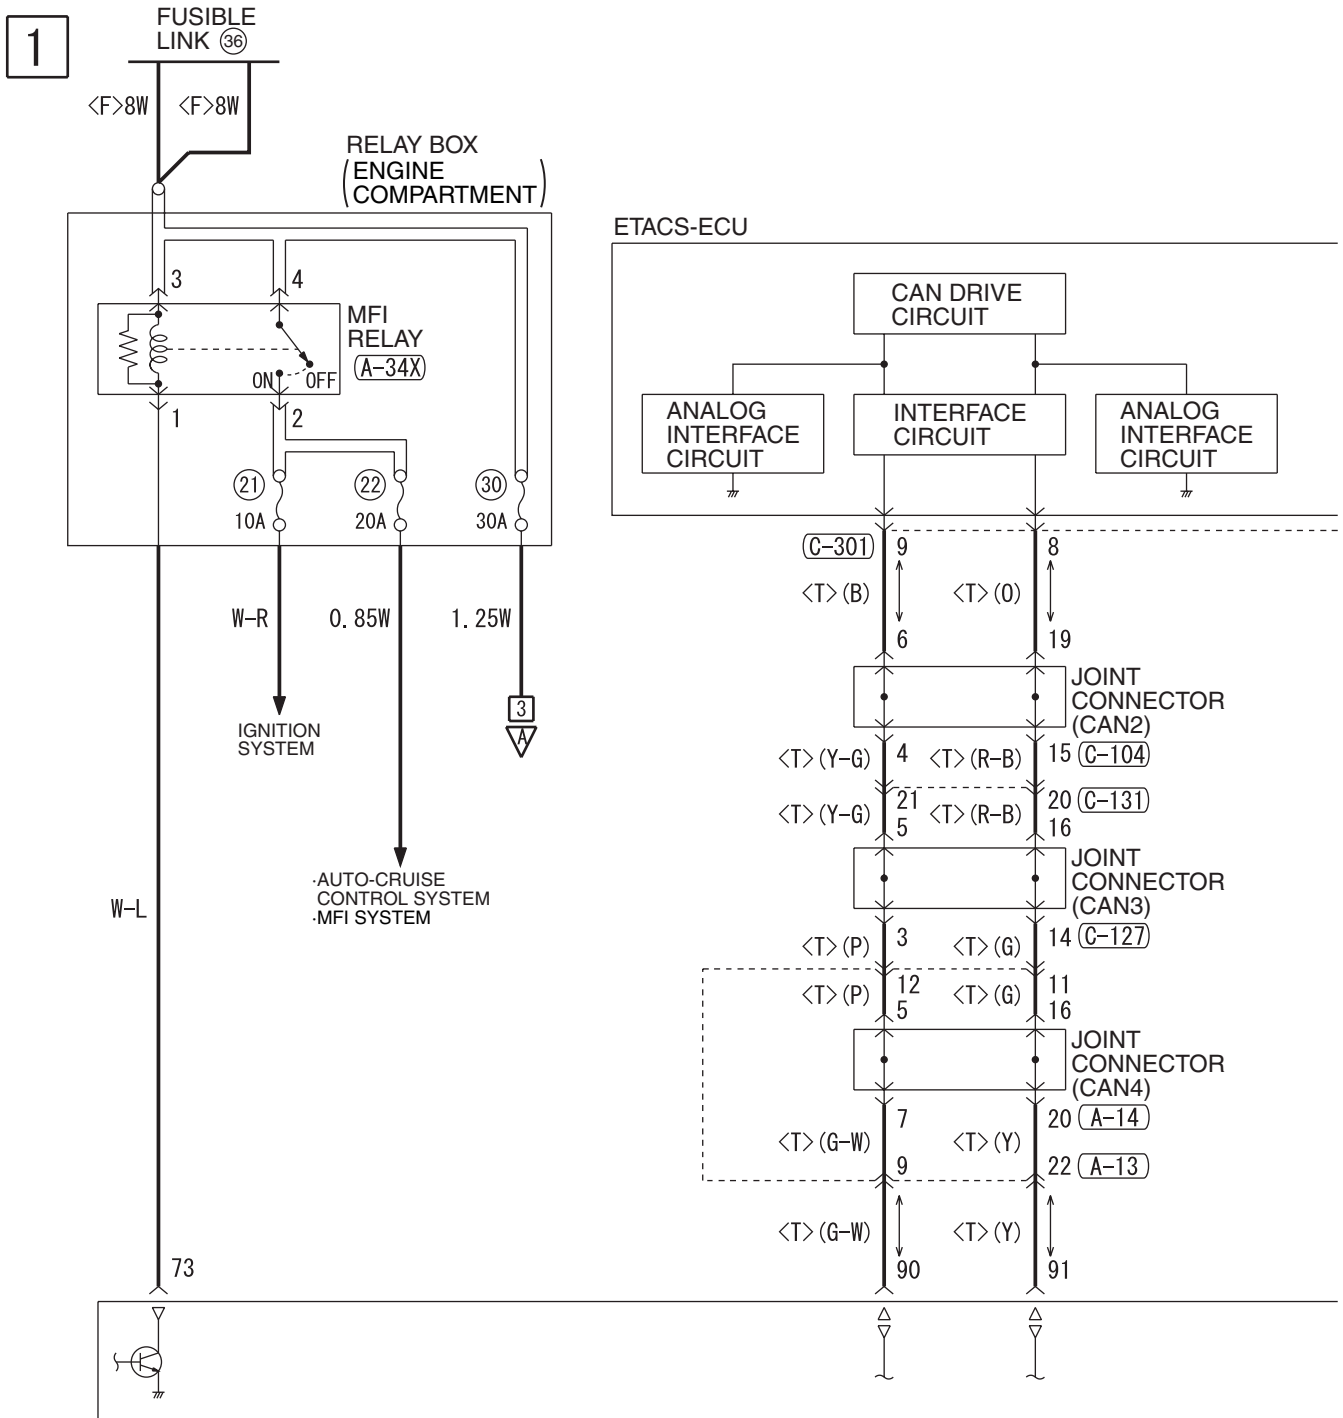 1
FUSIBLE
LINK 36
<F>8W <F>8W
RELAY BOX
(ENGINE
COMPARTMENT)
ETACS-ECU
3 4
CAN DRIVE
CIRCUIT
MFI
RELAY
A-34X
ON OFF
1 2
ANALOG
INTERFACE
CIRCUIT
INTERFACE
CIRCUIT
ANALOG
INTERFACE
CIRCUIT
21 22 30
10A 20A 30A
C-301 9 8
<T>(B) <T>(O)
W-R 0.85W 1.25W
6 19
JOINT
CONNECTOR
(CAN2)
3
A
IGNITION
SYSTEM
<T>(Y-G) 4 <T>(R-B) 15 C-104
<T>(Y-G) 21 <T>(R-B) 20 C-131
5 16
JOINT
CONNECTOR
(CAN3)
·AUTO-CRUISE
CONTROL SYSTEM
·MFI SYSTEM
W-L
<T>(P) 3 <T>(G) 14 C-127
<T>(P) 12 <T>(G) 11
5 16
JOINT
CONNECTOR
(CAN4)
7 20 A-14
<T>(G-W) <T>(Y)
9 22 A-13
<T>(G-W) <T>(Y)
73 90 91